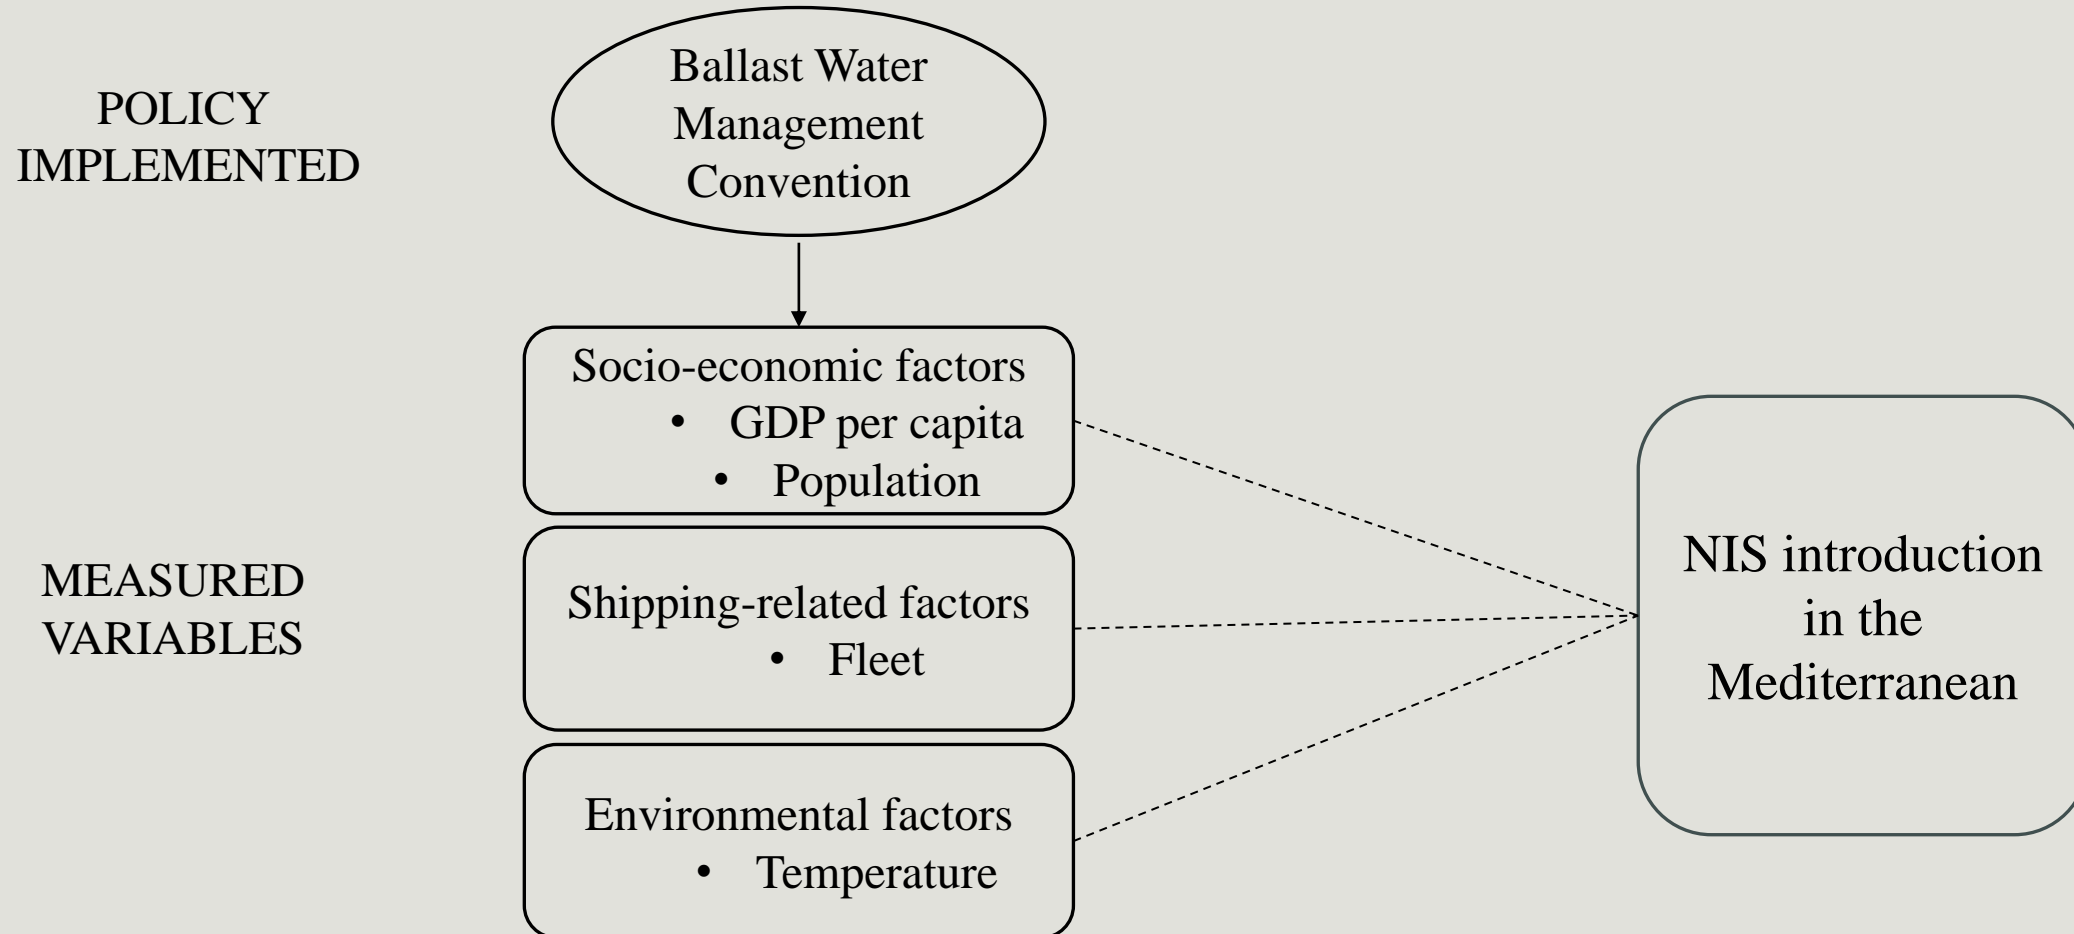 POLICY
IMPLEMENTED
Ballast Water
Management
Convention
MEASURED
VARIABLES
Socio-economic factors
• GDP per capita
• Population
Shipping-related factors
• Fleet
Environmental factors
• Temperature
NIS introduction
in the
Mediterranean